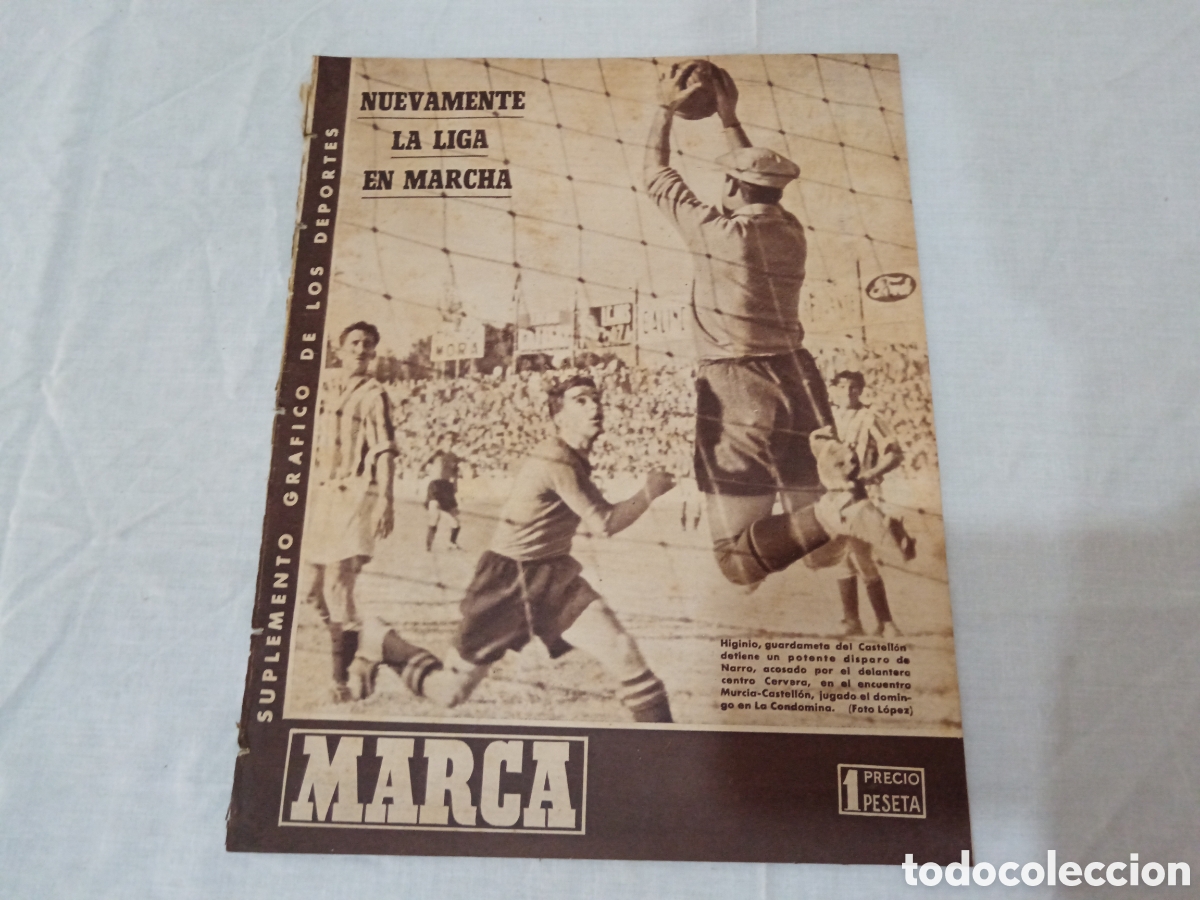 NUEVAMENTE
LA LIGA
EN MARCHA
SUPLEMENTO GRAFICO DE LOS DEPORTES
MORA
Higinio, guardameta del Castellón
detiene un potente disparo de
Narro, acosado por el delantero
centro Cervera, en el encuentro
Murcia-Castellón, jugado el domin-
go en La Condomina. (Foto López)
MARCA
1 PRECIO
PESETA
todocoleccion